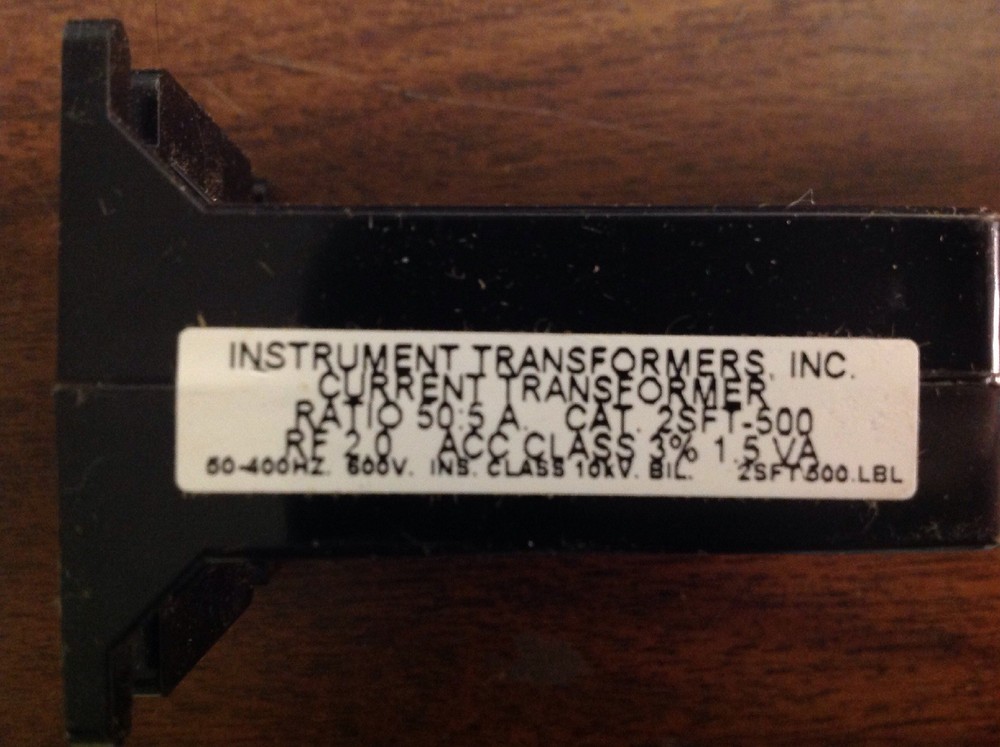 INSTRUMENT TRANSFORMERS, INC.
CURRENT TRANSFORMER
RATIO 50:5 A. CAT. 2SFT-500
RF 2.0 ACC CLASS 3% 1.5 VA
50-400HZ. 600V. INS. CLASS 10kV. BIL. 2SFT500.LBL